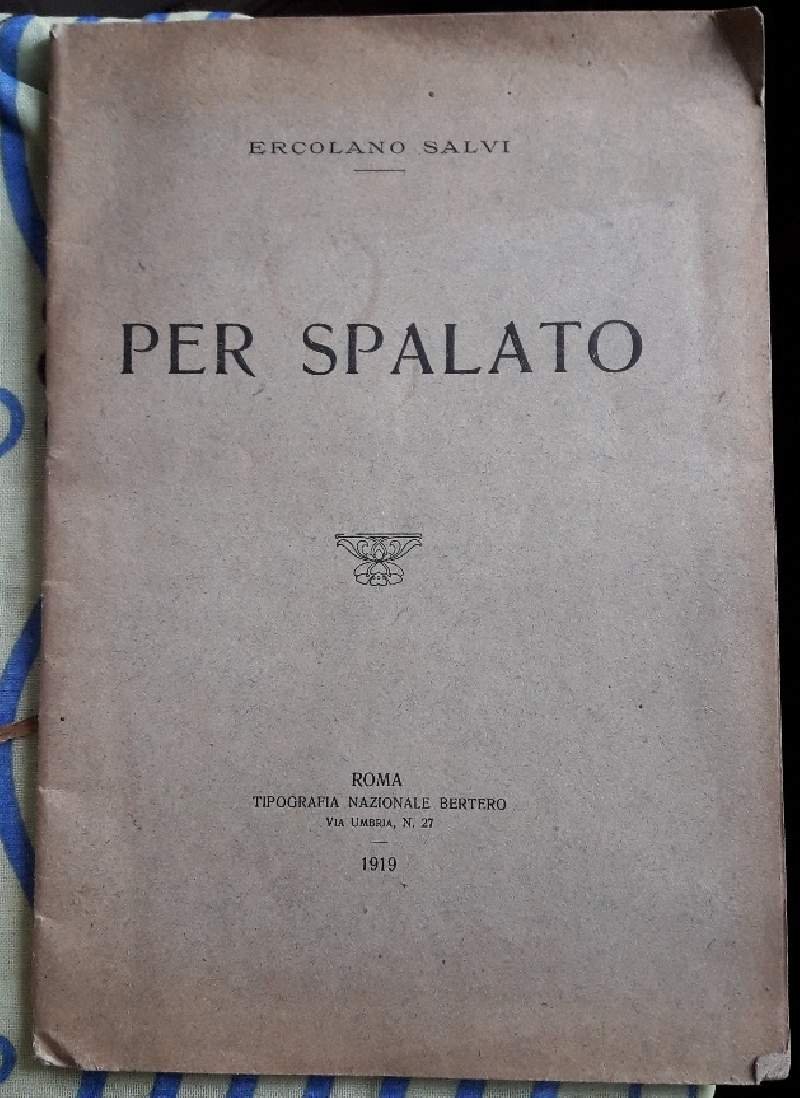 ERCOLANO SALVI
PER SPALATO
ROMA
TIPOGRAFIA NAZIONALE BERTERO
VIA UMBRIA, N. 27
1919